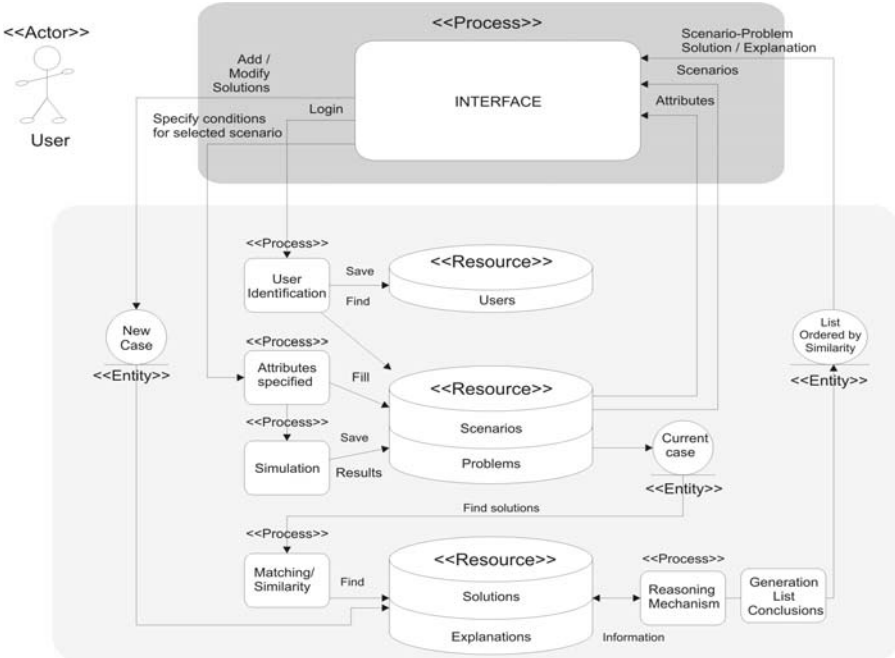 <<Actor>>
User
<<Process>>
INTERFACE
Add /
Modify
Solutions
Login
Specify conditions
for selected scenario
Scenario-Problem
Solution / Explanation
Scenarios
Attributes
<<Process>>
User
Identification
Save
Find
<<Resource>>
Users
New
Case
<<Entity>>
<<Process>>
Attributes
specified
Fill
<<Resource>>
Scenarios
Problems
List
Ordered by
Similarity
<<Entity>>
<<Process>>
Simulation
Save
Results
Current
case
<<Entity>>
Find solutions
<<Process>>
Matching/
Similarity
Find
<<Resource>>
Solutions
Explanations
Information
<<Process>>
Reasoning
Mechanism
Generation
List
Conclusions